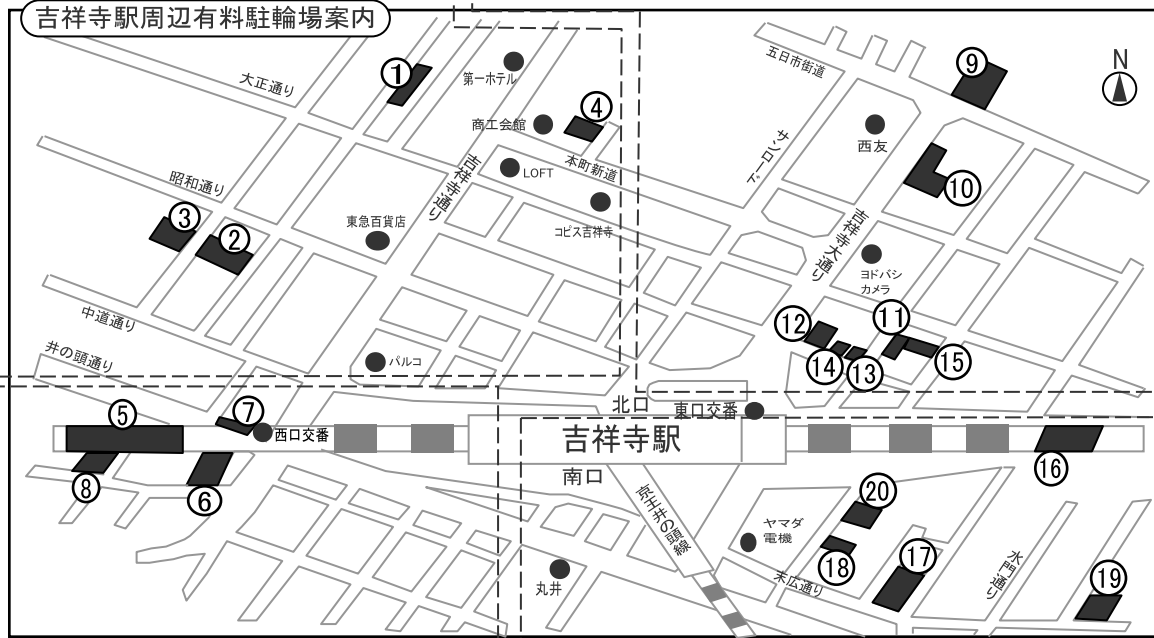 吉祥寺駅周辺有料駐輪場案内
N
大正通り
①
第一ホテル
商工会館
④
五日市街道
⑨
西友
サンロード
本町新道
吉祥寺通り
LOFT
コピス吉祥寺
⑩
昭和通り
③
②
東急百貨店
吉祥寺大通り
ヨドバシ
カメラ
中道通り
井の頭通り
パルコ
⑫
⑭
⑬
⑪
⑮
⑤
⑦
西口交番
北口
東口交番
吉祥寺駅
南口
⑧
⑥
⑯
京王井の頭線
ヤマダ
電機
⑳
⑱
⑰
末広通り
水門通り
⑲
丸井